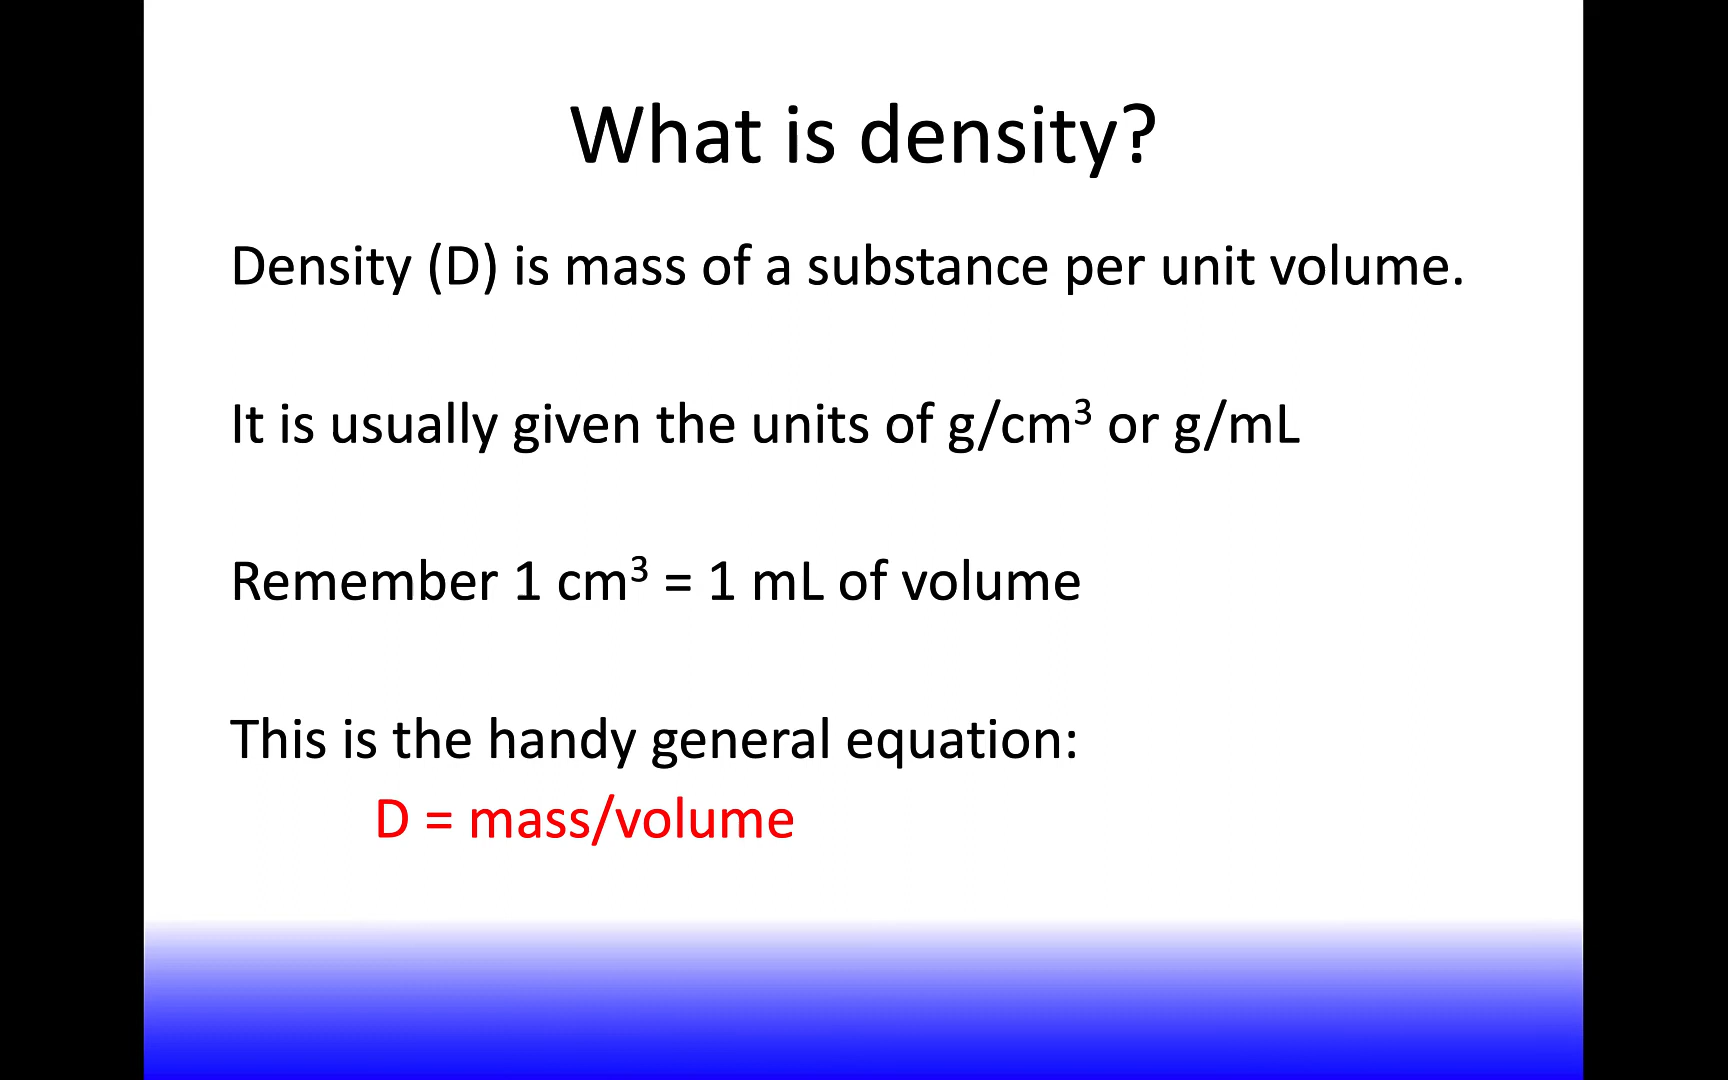 What is density?
Density (D) is mass of a substance per unit volume.
It is usually given the units of g/cm³ or g/mL
Remember 1 cm³ = 1 mL of volume
This is the handy general equation:
D = mass/volume